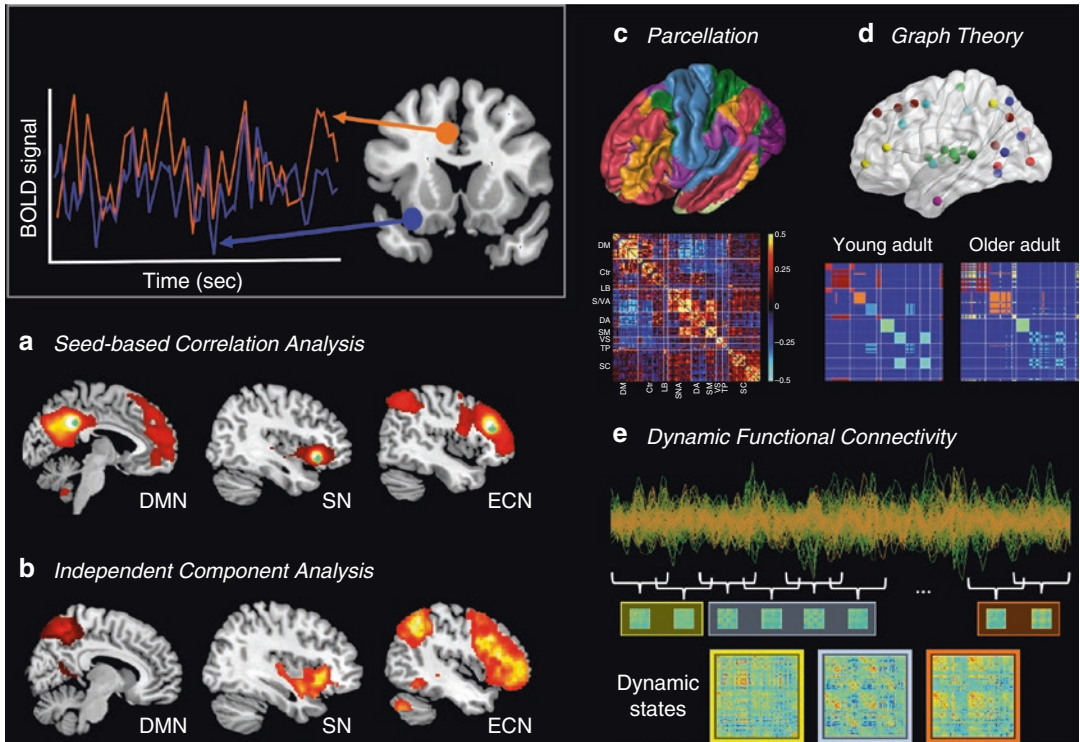 BOLD signal
Time (sec)
a Seed-based Correlation Analysis
DMN
SN
ECN
b Independent Component Analysis
DMN
SN
ECN
c Parcellation
DM
Ctr
LB
S/VA
DA
SM
VS
TP
SC
DM
Ctr
LB
SNA
DA
SM
VS
TP
SC
0.5
0.25
0
−0.25
−0.5
d Graph Theory
Young adult
Older adult
e Dynamic Functional Connectivity
...
Dynamic
states